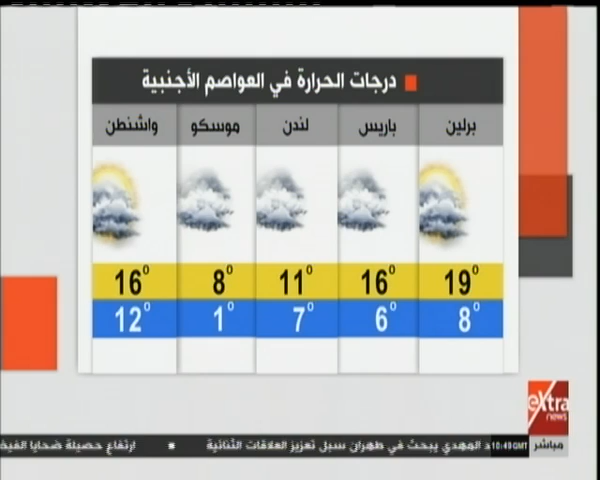 درجات الحرارة في العواصم الأجنبية
برلين
باريس
لندن
موسكو
واشنطن
19°
16°
11°
8°
16°
8°
6°
7°
1°
12°
eXtra
news
مباشر
10:49 GMT
د المهدي يبحث في طهران سبل تعزيز العلاقات الثنائية ■ ارتفاع حصيلة ضحايا